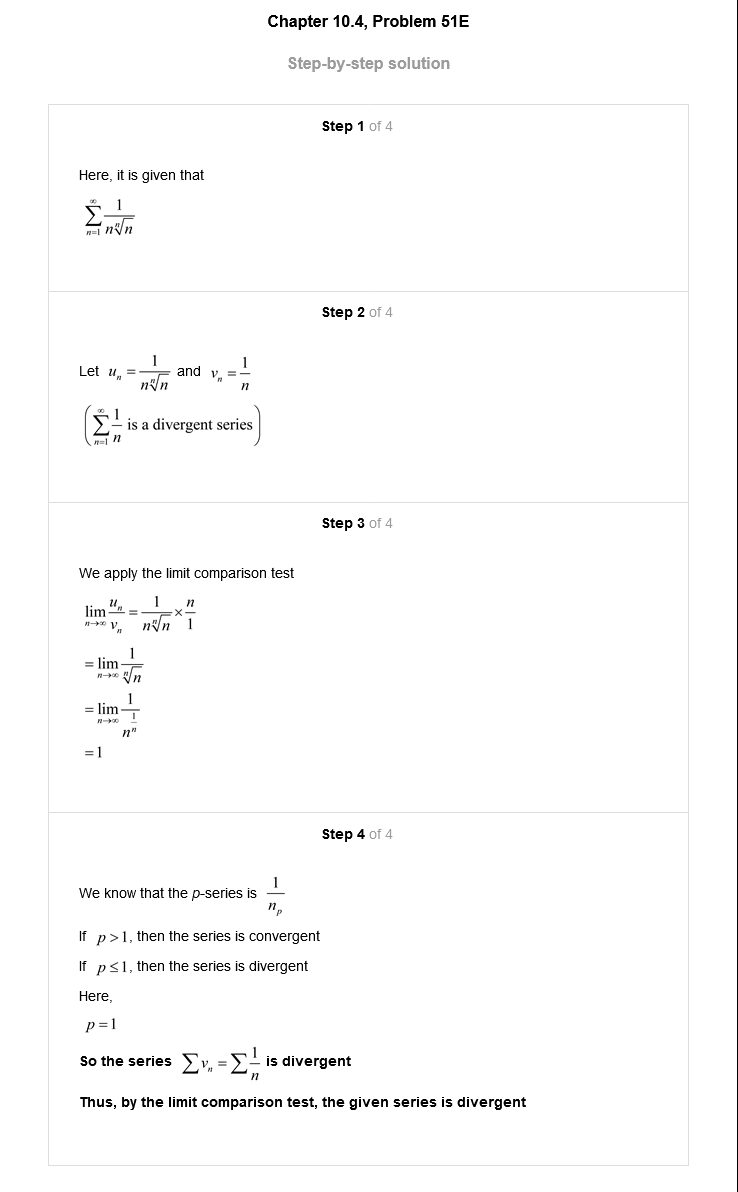 Chapter 10.4, Problem 51E
Step-by-step solution
Step 1 of 4
Here, it is given that
$\sum_{n=1}^{\infty} \frac{1}{n\sqrt[n]{n}}$
Step 2 of 4
Let $u_n = \frac{1}{n\sqrt[n]{n}}$ and $v_n = \frac{1}{n}$
$\left( \sum_{n=1}^{\infty} \frac{1}{n} \text{ is a divergent series} \right)$
Step 3 of 4
We apply the limit comparison test
$\lim_{n \to \infty} \frac{u_n}{v_n} = \frac{1}{n\sqrt[n]{n}} \times \frac{n}{1}$
$= \lim_{n \to \infty} \frac{1}{\sqrt[n]{n}}$
$= \lim_{n \to \infty} \frac{1}{n^{\frac{1}{n}}}$
$= 1$
Step 4 of 4
We know that the p-series is $\frac{1}{n_p}$
If $p > 1$, then the series is convergent
If $p \leq 1$, then the series is divergent
Here,
$p = 1$
So the series $\sum v_n = \sum \frac{1}{n}$ is divergent
Thus, by the limit comparison test, the given series is divergent